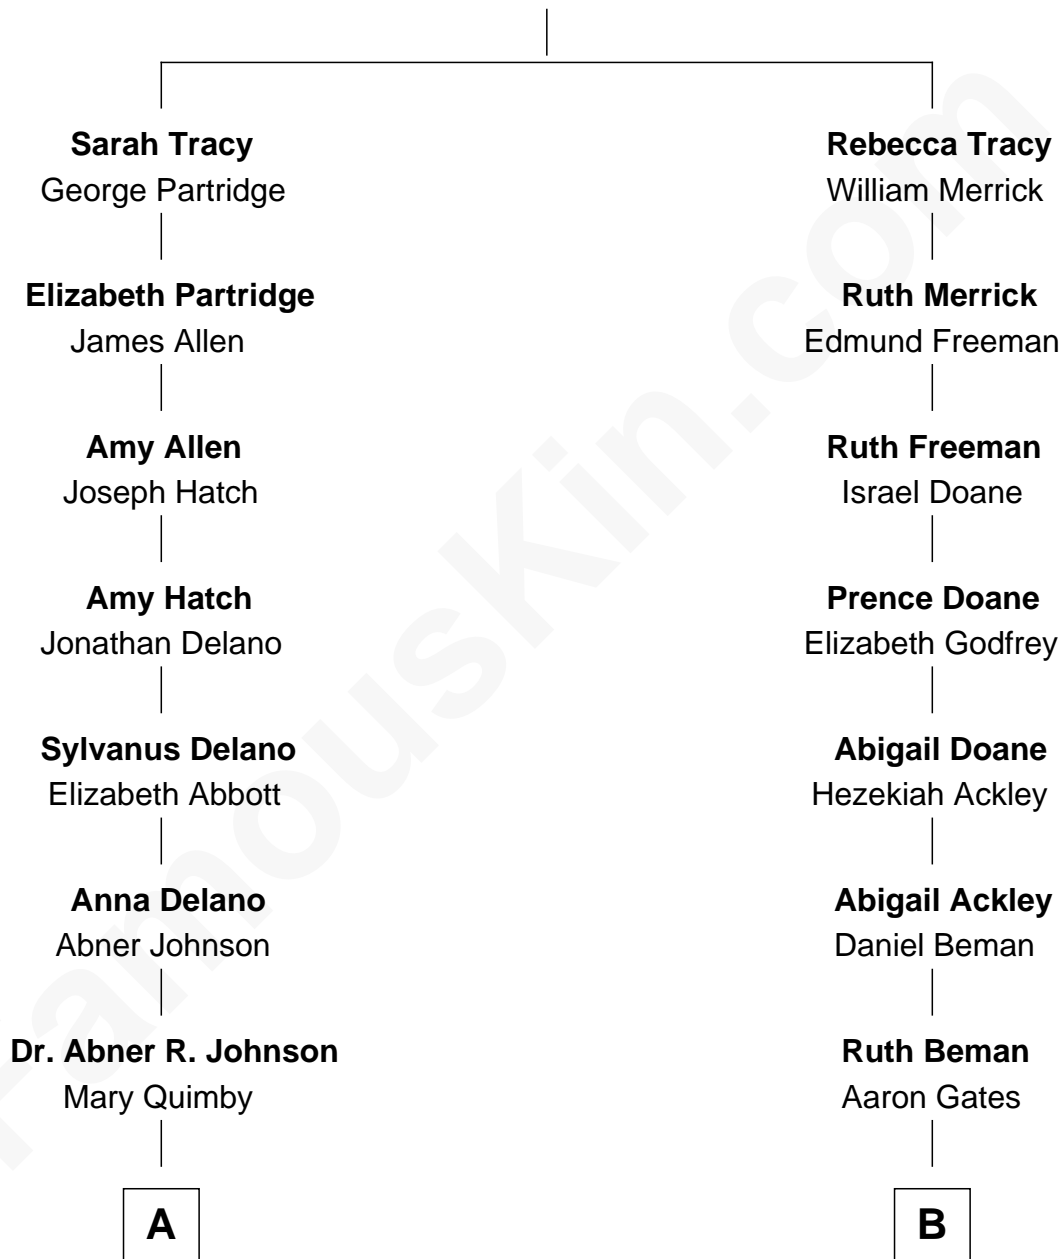 Sarah Tracy
George Partridge
Elizabeth Partridge
James Allen
Amy Allen
Joseph Hatch
Amy Hatch
Jonathan Delano
Sylvanus Delano
Elizabeth Abbott
Anna Delano
Abner Johnson
Dr. Abner R. Johnson
Mary Quimby
A
Rebecca Tracy
William Merrick
Ruth Merrick
Edmund Freeman
Ruth Freeman
Israel Doane
Prence Doane
Elizabeth Godfrey
Abigail Doane
Hezekiah Ackley
Abigail Ackley
Daniel Beman
Ruth Beman
Aaron Gates
B
FamousKin.com